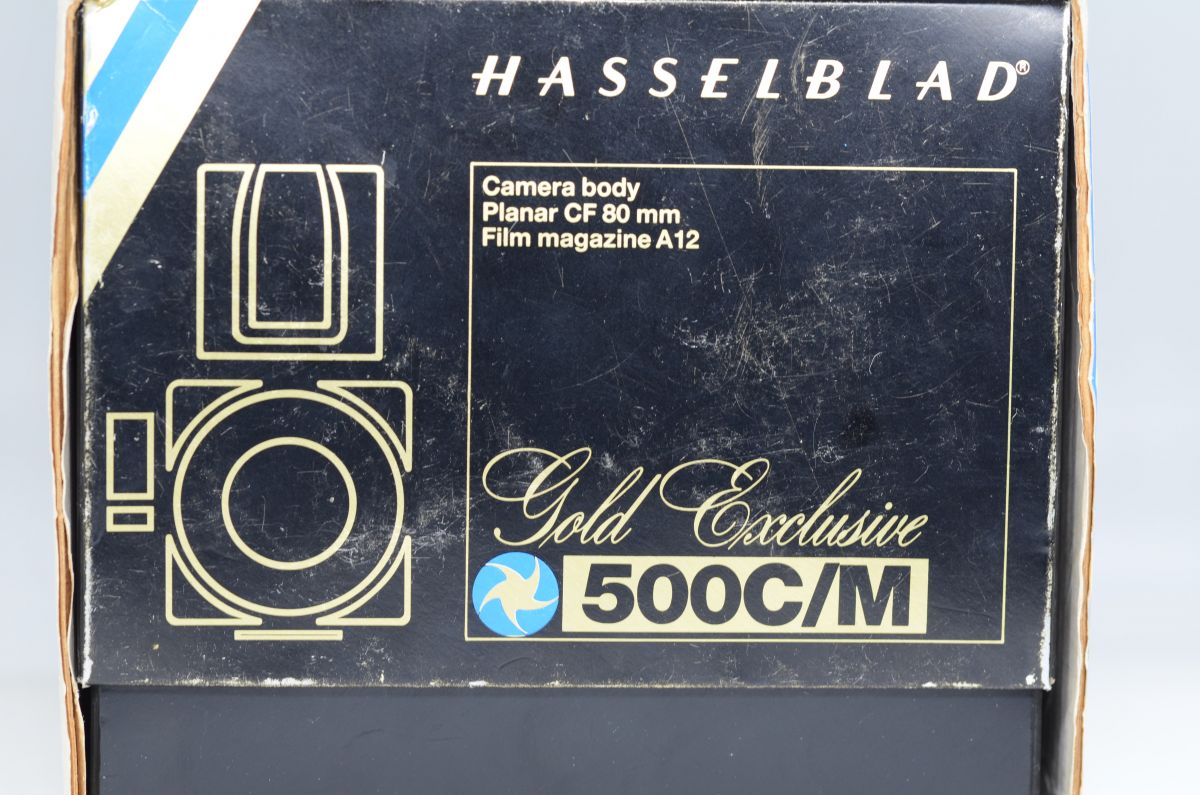 HASSELBLAD®
Camera body
Planar CF 80 mm
Film magazine A12
Gold Exclusive
500C/M